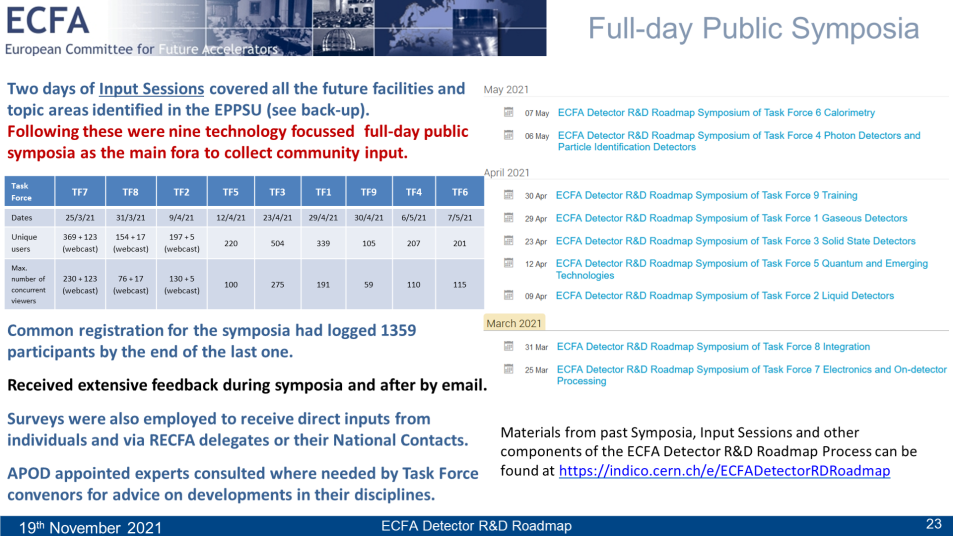 ECFA
European Committee for Future Accelerators
Full-day Public Symposia
Two days of Input Sessions covered all the future facilities and
topic areas identified in the EPPSU (see back-up).
Following these were nine technology focussed full-day public
symposia as the main fora to collect community input.
Task Force TF7 TF8 TF2 TF5 TF3 TF1 TF9 TF4 TF6
Dates 25/3/21 31/3/21 9/4/21 12/4/21 23/4/21 29/4/21 30/4/21 6/5/21 7/5/21
Unique users 369 + 123 (webcast) 154 + 17 (webcast) 197 + 5 (webcast) 220 504 339 105 207 201
Max. number of concurrent viewers 230 + 123 (webcast) 76 + 17 (webcast) 130 + 5 (webcast) 100 275 191 59 110 115
Common registration for the symposia had logged 1359
participants by the end of the last one.
Received extensive feedback during symposia and after by email.
Surveys were also employed to receive direct inputs from
individuals and via RECFA delegates or their National Contacts.
APOD appointed experts consulted where needed by Task Force
convenors for advice on developments in their disciplines.
May 2021
07 May ECFA Detector R&D Roadmap Symposium of Task Force 6 Calorimetry
06 May ECFA Detector R&D Roadmap Symposium of Task Force 4 Photon Detectors and
Particle Identification Detectors
April 2021
30 Apr ECFA Detector R&D Roadmap Symposium of Task Force 9 Training
29 Apr ECFA Detector R&D Roadmap Symposium of Task Force 1 Gaseous Detectors
23 Apr ECFA Detector R&D Roadmap Symposium of Task Force 3 Solid State Detectors
12 Apr ECFA Detector R&D Roadmap Symposium of Task Force 5 Quantum and Emerging
Technologies
09 Apr ECFA Detector R&D Roadmap Symposium of Task Force 2 Liquid Detectors
March 2021
31 Mar ECFA Detector R&D Roadmap Symposium of Task Force 8 Integration
25 Mar ECFA Detector R&D Roadmap Symposium of Task Force 7 Electronics and On-detector
Processing
Materials from past Symposia, Input Sessions and other
components of the ECFA Detector R&D Roadmap Process can be
found at https://indico.cern.ch/e/ECFADetectorRDRoadmap
19th November 2021
ECFA Detector R&D Roadmap
23